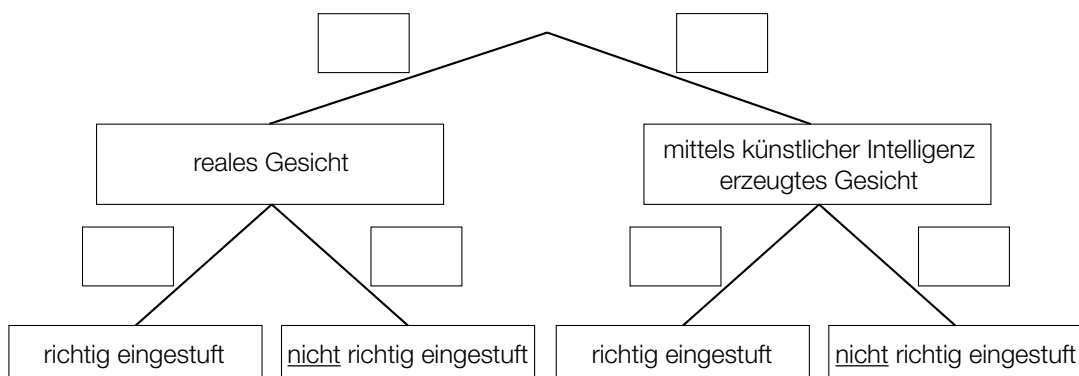 reales Gesicht
mittels künstlicher Intelligenz
erzeugtes Gesicht
richtig eingestuft
nicht richtig eingestuft
richtig eingestuft
nicht richtig eingestuft